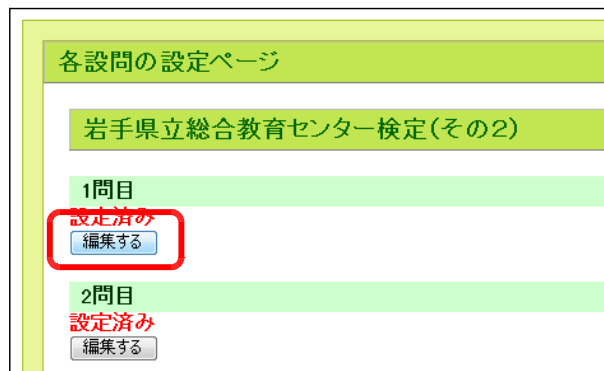 各設問の設定ページ
岩手県立総合教育センター検定(その2)
1問目
設定済み
編集する
2問目
設定済み
編集する